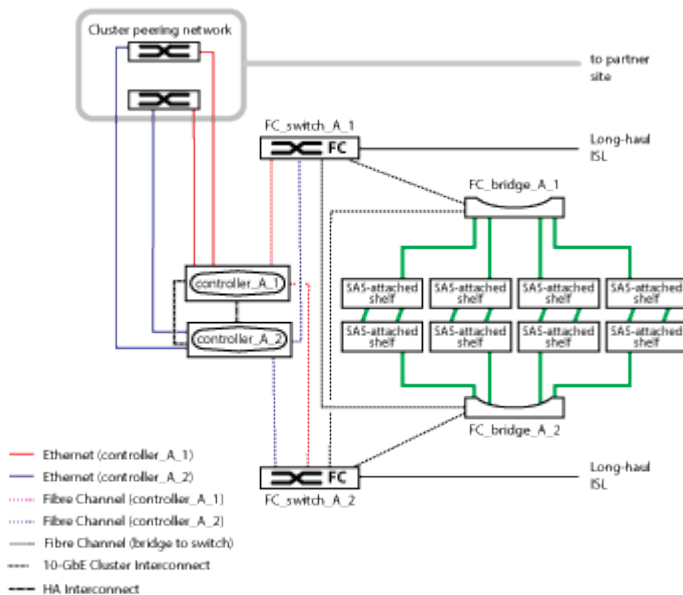 Cluster peering network
to partner
site
FC_switch_A_1
FC
Long-haul
ISL
FC_bridge_A_1
controller_A_1
controller_A_2
SAS-attached
shelf
SAS-attached
shelf
SAS-attached
shelf
SAS-attached
shelf
SAS-attached
shelf
SAS-attached
shelf
SAS-attached
shelf
SAS-attached
shelf
FC_bridge_A_2
FC
FC_switch_A_2
Long-haul
ISL
Ethernet (controller_A_1)
Ethernet (controller_A_2)
Fibre Channel (controller_A_1)
Fibre Channel (controller_A_2)
Fibre Channel (bridge to switch)
10-GbE Cluster Interconnect
HA Interconnect